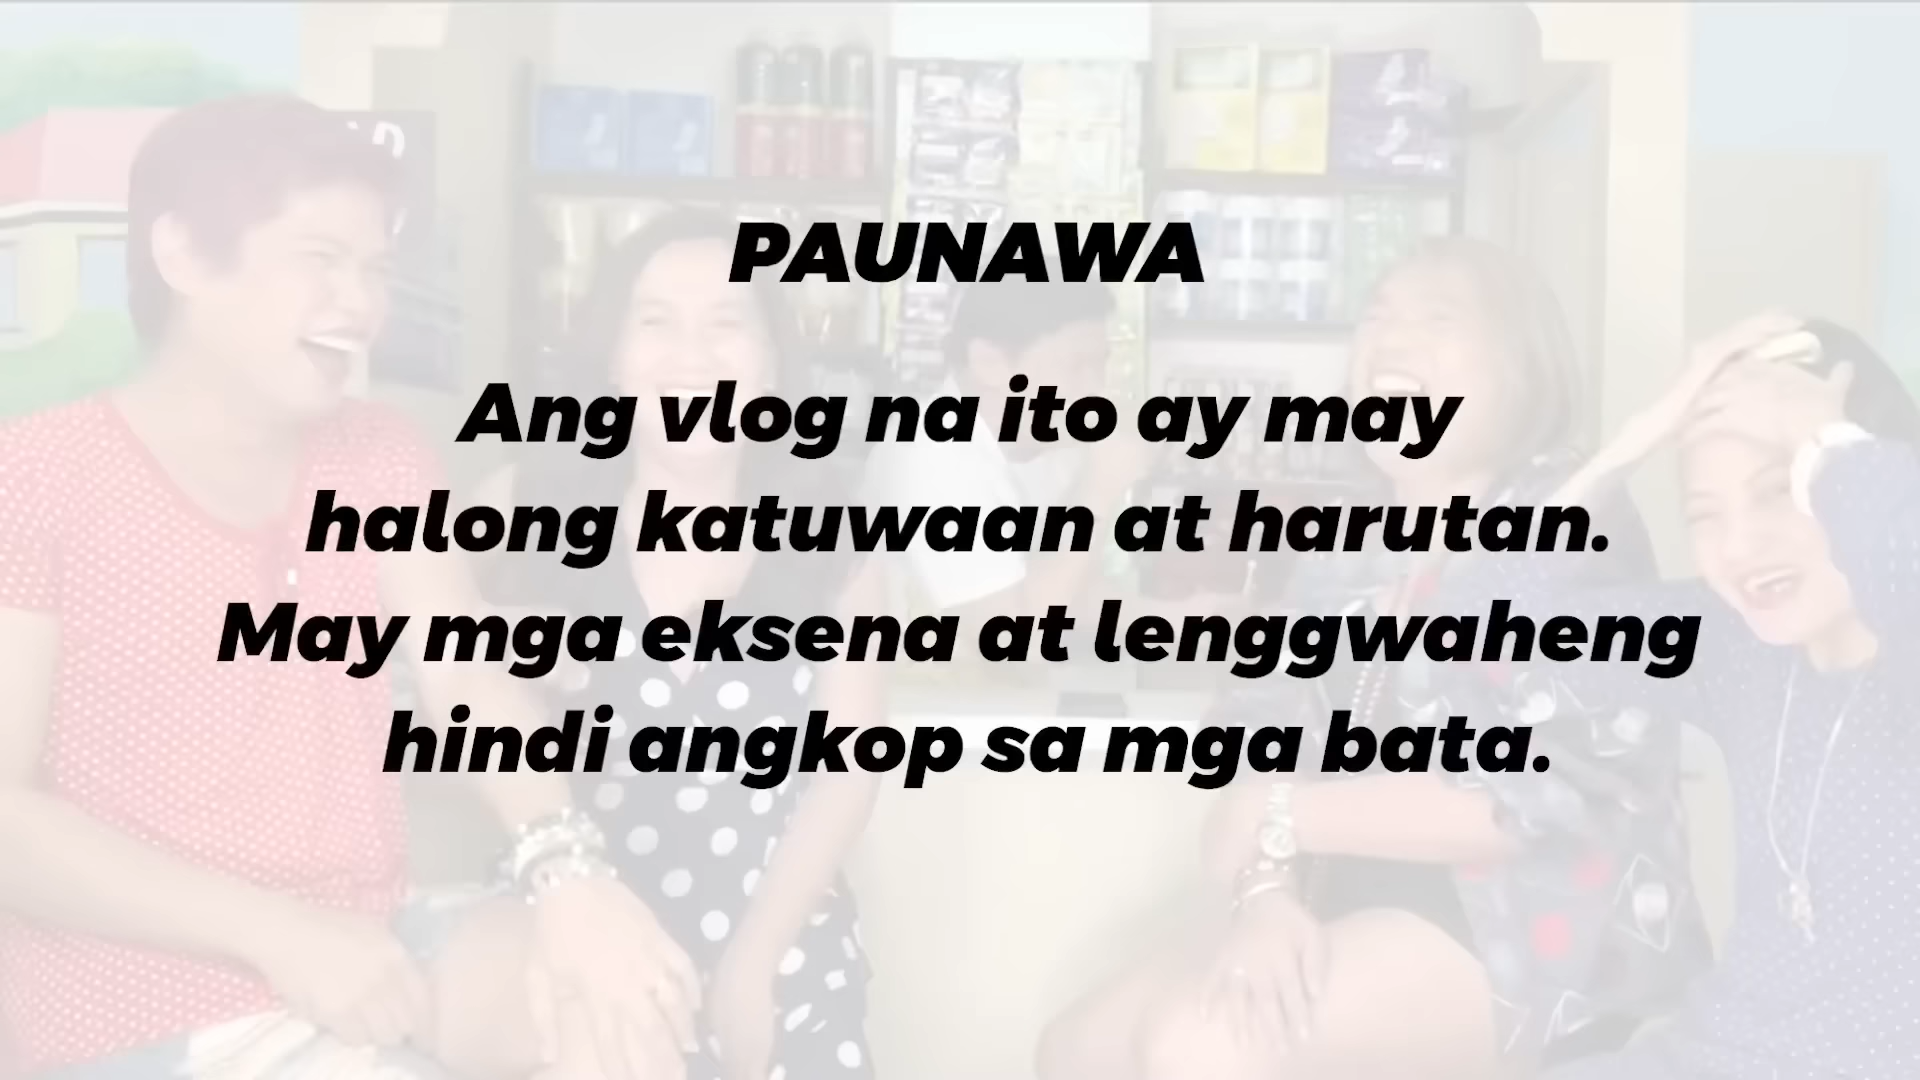 PAUNAWA
Ang vlog na ito ay may
halong katuwaan at harutan.
May mga eksena at lenggwaheng
hindi angkop sa mga bata.